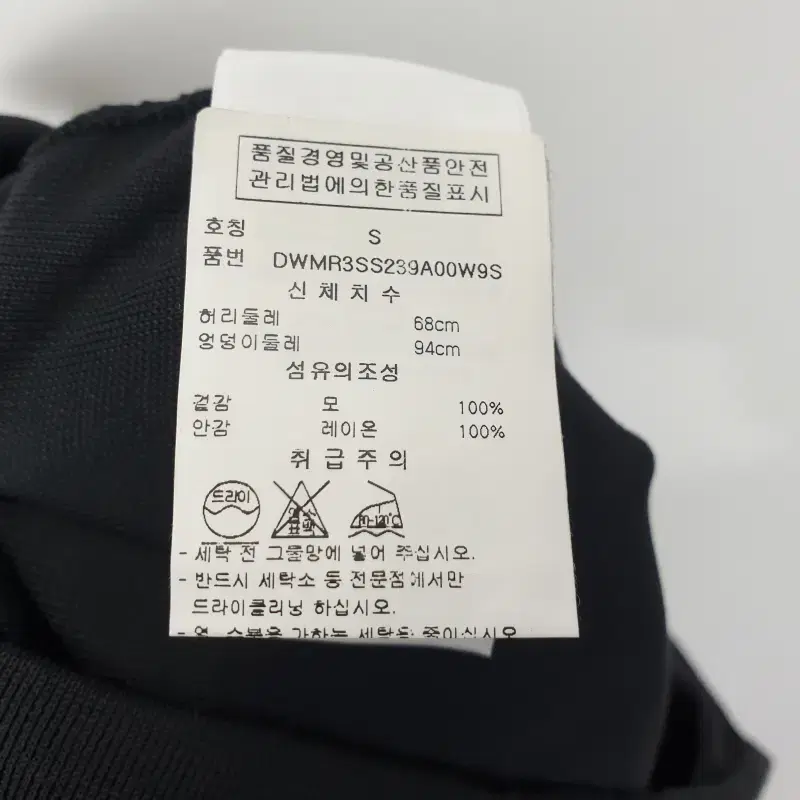 품질경영및공산품안전
관리법에의한품질표시
호칭 S
품번 DWMR3SS239A00W9S
신체치수
허리둘레 68cm
엉덩이둘레 94cm
섬유의조성
겉감 모 100%
안감 레이온 100%
취급주의
드라이
- 세탁 전 그물망에 넣어 주십시오.
- 반드시 세탁소 등 전문점에서만
드라이클리닝 하십시오.